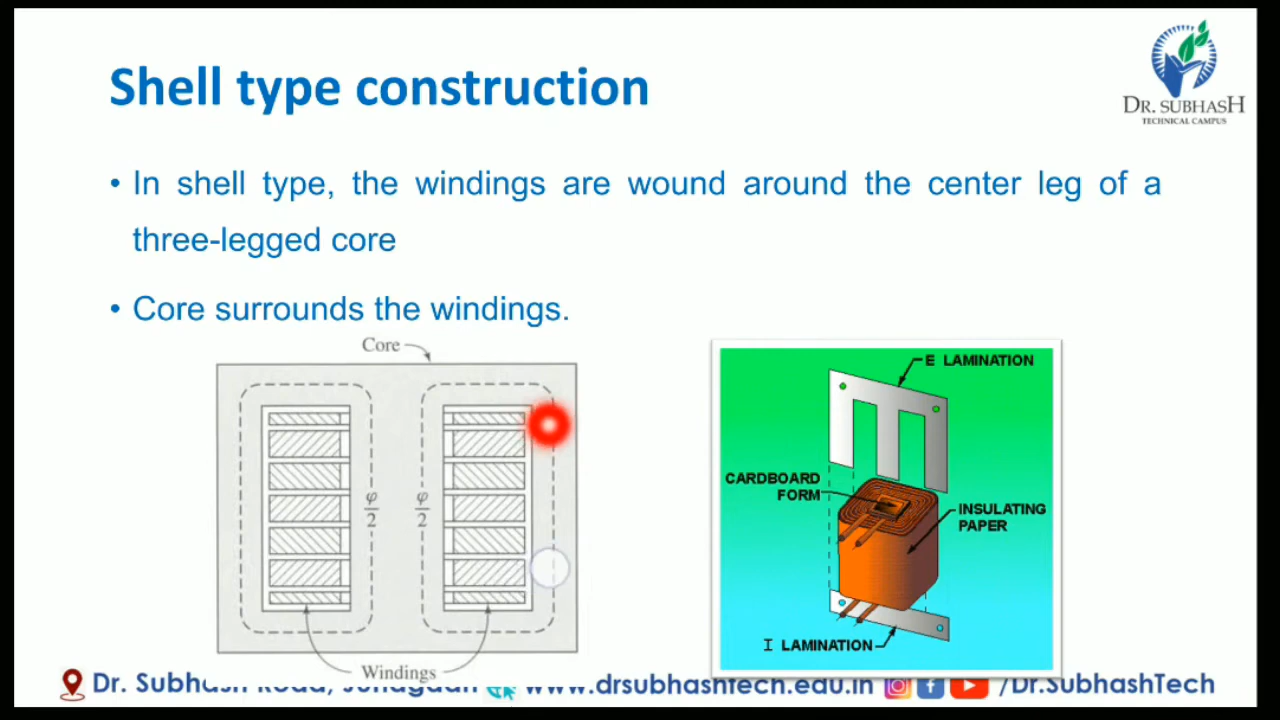 Shell type construction
DR. SUBHASH
TECHNICAL CAMPUS
• In shell type, the windings are wound around the center leg of a
three-legged core
• Core surrounds the windings.
Core
φ/2
φ/2
Windings
E LAMINATION
CARDBOARD
FORM
INSULATING
PAPER
I LAMINATION
Dr. Subhash Road, Junagadh www.drsubhashtech.edu.in /Dr.SubhashTech